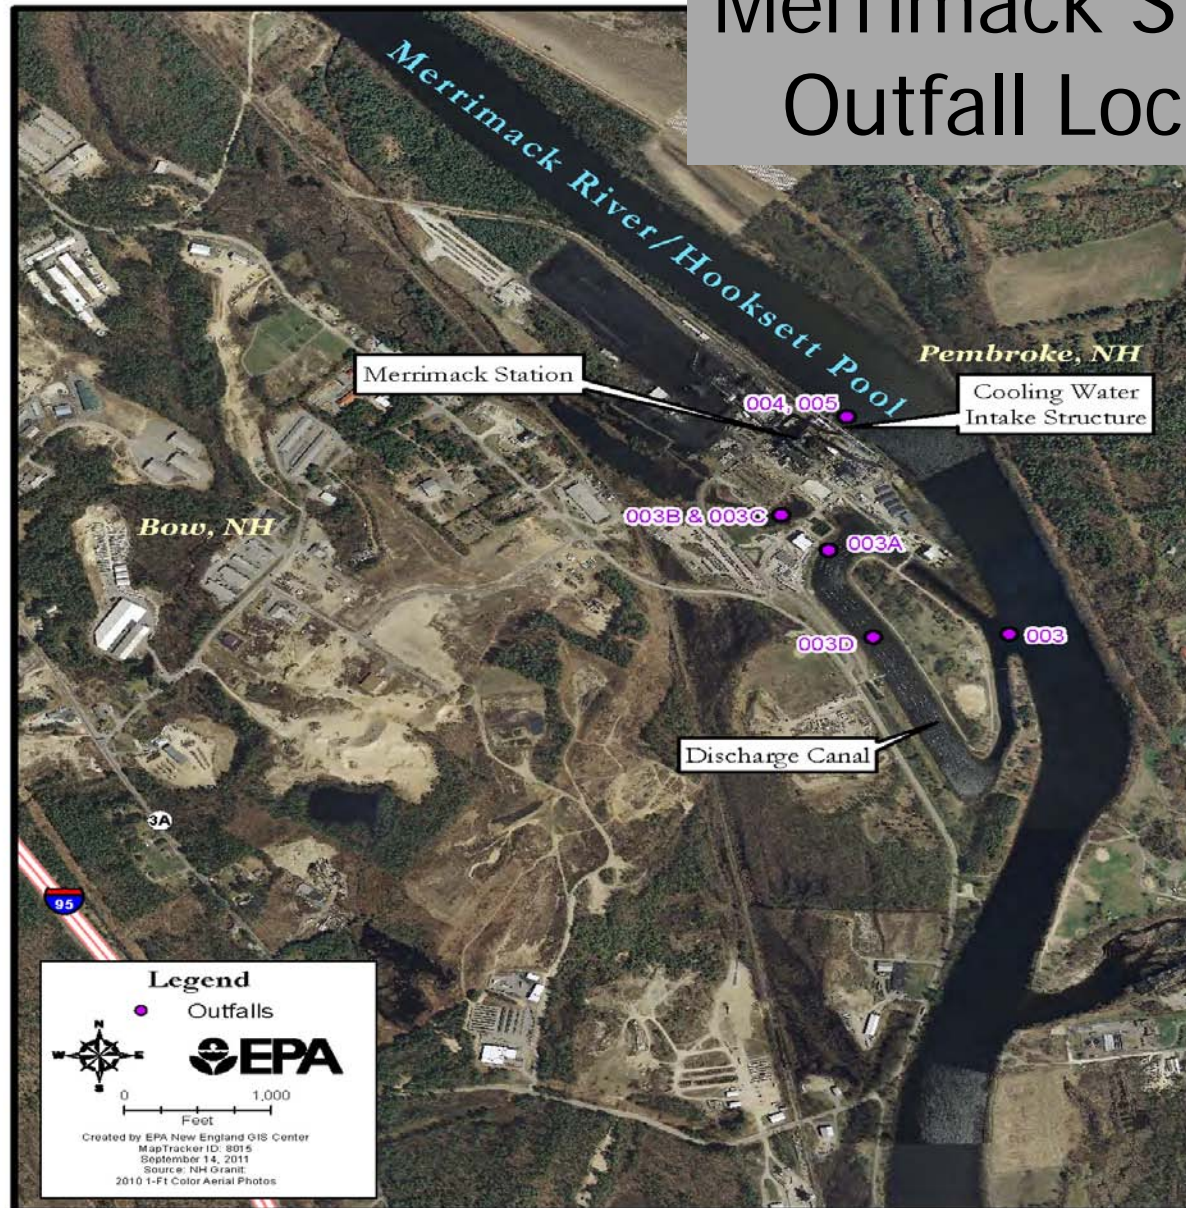 Merrimack S
Outfall Loc
Merrimack River/Hooksett Pool
Pembroke, NH
Merrimack Station
004, 005
Cooling Water
Intake Structure
003B & 003C
Bow, NH
003A
003D
003
Discharge Canal
3A
95
Legend
Outfalls
N
W E
S
EPA
0 1,000
Feet
Created by EPA New England GIS Center
MapTracker ID: 8015
September 14, 2011
Source: NH Granit
2010 1-Ft Color Aerial Photos